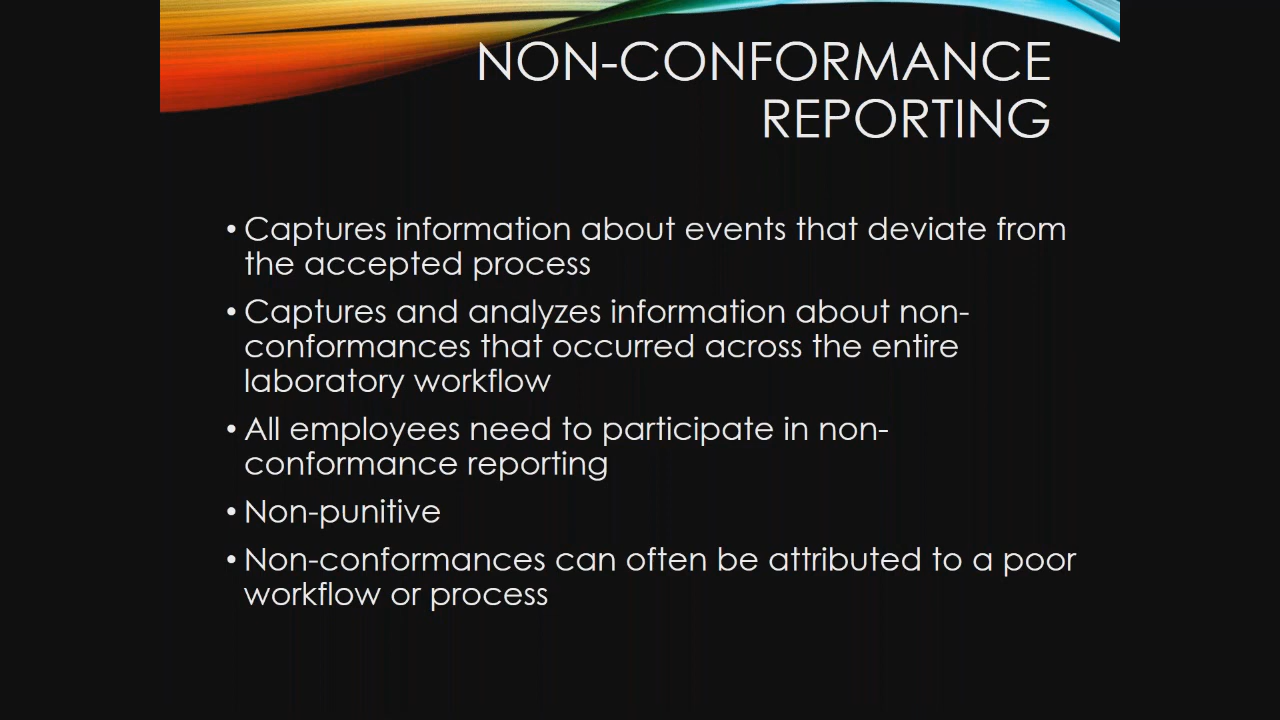 NON-CONFORMANCE
REPORTING
• Captures information about events that deviate from
the accepted process
• Captures and analyzes information about non-
conformances that occurred across the entire
laboratory workflow
• All employees need to participate in non-
conformance reporting
• Non-punitive
• Non-conformances can often be attributed to a poor
workflow or process